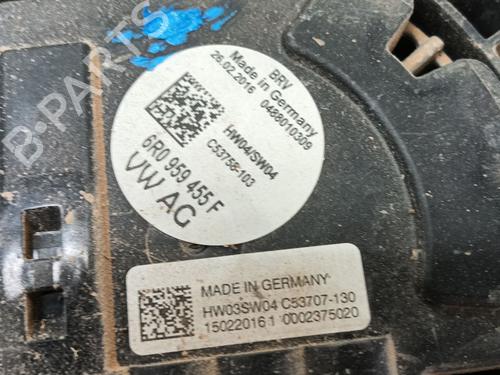 BRV
Made in Germany
26.02.2016 0488010309
HW04/SW04
C53756-103
6R0 959 455 F
VW AG
MADE IN GERMANY
HW03SW04 C53707-130
15022016 1 0002375020
B-Parts